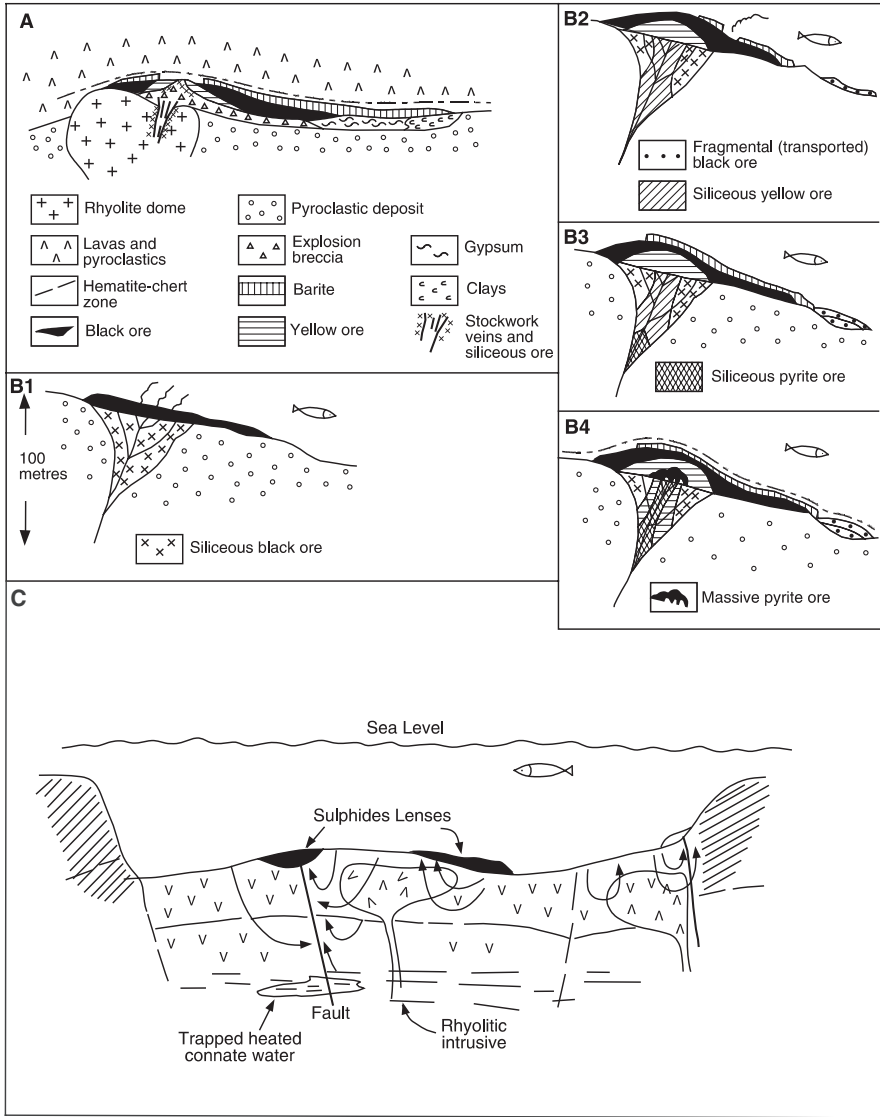 A
Rhyolite dome
Pyroclastic deposit
Lavas and
pyroclastics
Explosion
breccia
Gypsum
Hematite-chert
zone
Barite
Clays
Black ore
Yellow ore
Stockwork
veins and
siliceous ore
B1
100
metres
Siliceous black ore
B2
Fragmental (transported)
black ore
Siliceous yellow ore
B3
Siliceous pyrite ore
B4
Massive pyrite ore
C
Sea Level
Sulphides Lenses
Trapped heated
connate water
Fault
Rhyolitic
intrusive